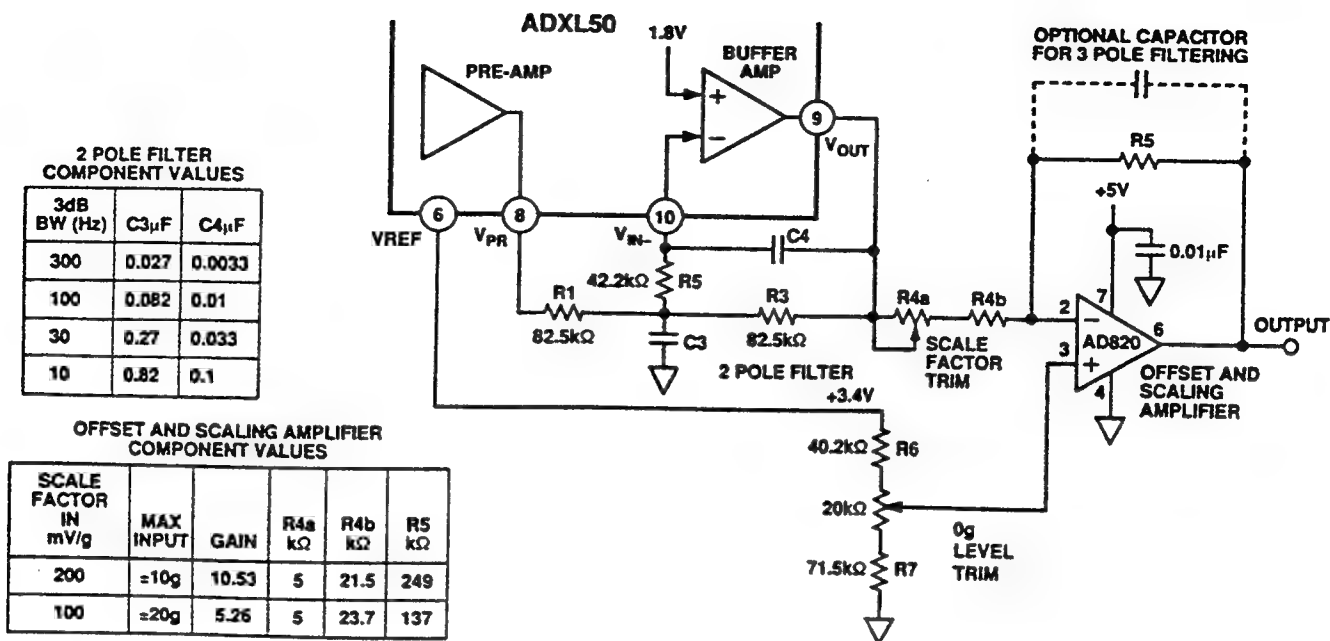 ADXL50
1.8V
BUFFER
AMP
PRE-AMP
+
−
9
VOUT
6
VREF
8
VPR
10
VIN−
C4
42.2kΩ
R5
R1
82.5kΩ
C3
R3
82.5kΩ
2 POLE FILTER
R4a
R4b
SCALE
FACTOR
TRIM
OPTIONAL CAPACITOR
FOR 3 POLE FILTERING
R5
+5V
0.01µF
7
2
−
3
+
AD820
6
4
OUTPUT
OFFSET AND
SCALING
AMPLIFIER
+3.4V
40.2kΩ
R6
20kΩ
0g
LEVEL
TRIM
71.5kΩ
R7
2 POLE FILTER
COMPONENT VALUES
3dB
BW (Hz) C3µF C4µF
300 0.027 0.0033
100 0.082 0.01
30 0.27 0.033
10 0.82 0.1
OFFSET AND SCALING AMPLIFIER
COMPONENT VALUES
SCALE
FACTOR
IN
mV/g
MAX
INPUT
GAIN
R4a
kΩ
R4b
kΩ
R5
kΩ
200 ±10g 10.53 5 21.5 249
100 ±20g 5.26 5 23.7 137